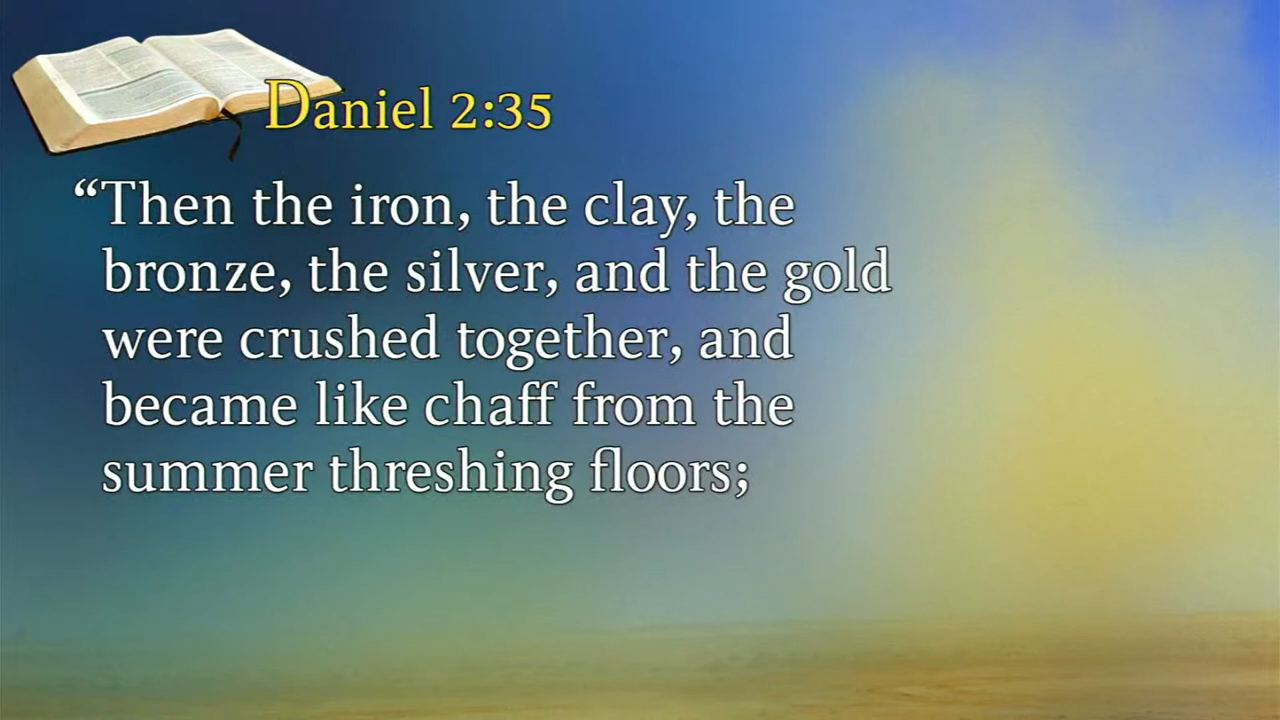 Daniel 2:35
“Then the iron, the clay, the
bronze, the silver, and the gold
were crushed together, and
became like chaff from the
summer threshing floors;